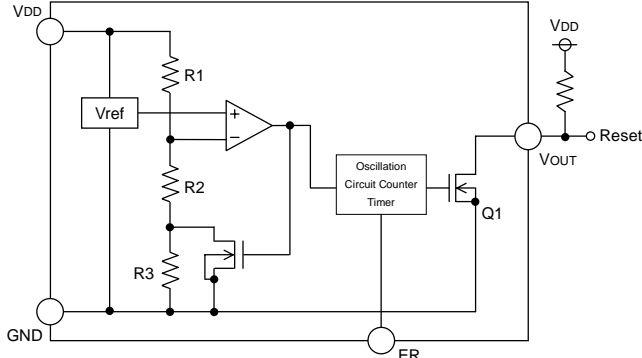 VDD
VDD
R1
Vref
+
−
Reset
VOUT
Oscillation
Circuit Counter
Timer
R2
Q1
R3
GND
ER